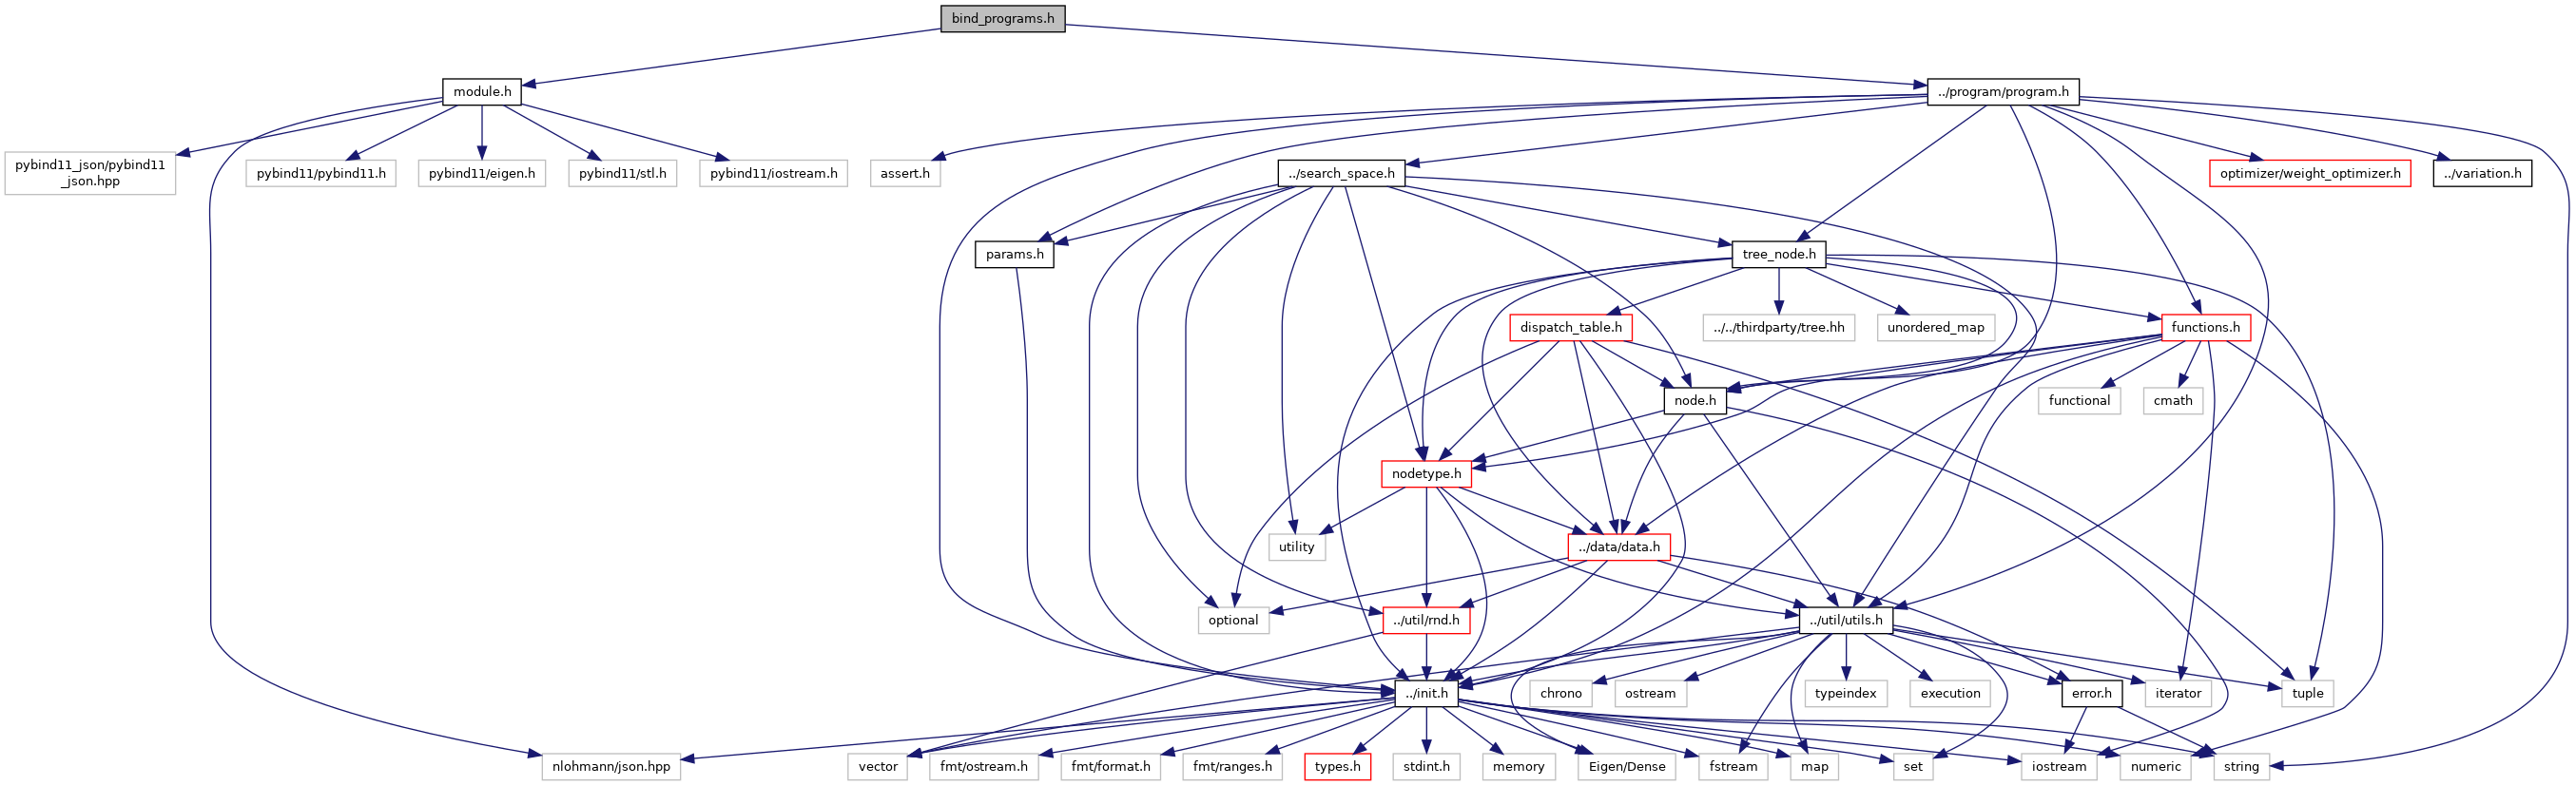 bind_programs.h
module.h
../program/program.h
pybind11_json/pybind11
_json.hpp
pybind11/pybind11.h
pybind11/eigen.h
pybind11/stl.h
pybind11/iostream.h
assert.h
../search_space.h
optimizer/weight_optimizer.h
../variation.h
params.h
tree_node.h
dispatch_table.h
../../thirdparty/tree.hh
unordered_map
functions.h
node.h
functional
cmath
nodetype.h
utility
../data/data.h
optional
../util/rnd.h
../util/utils.h
../init.h
chrono
ostream
typeindex
execution
error.h
iterator
tuple
nlohmann/json.hpp
vector
fmt/ostream.h
fmt/format.h
fmt/ranges.h
types.h
stdint.h
memory
Eigen/Dense
fstream
map
set
iostream
numeric
string